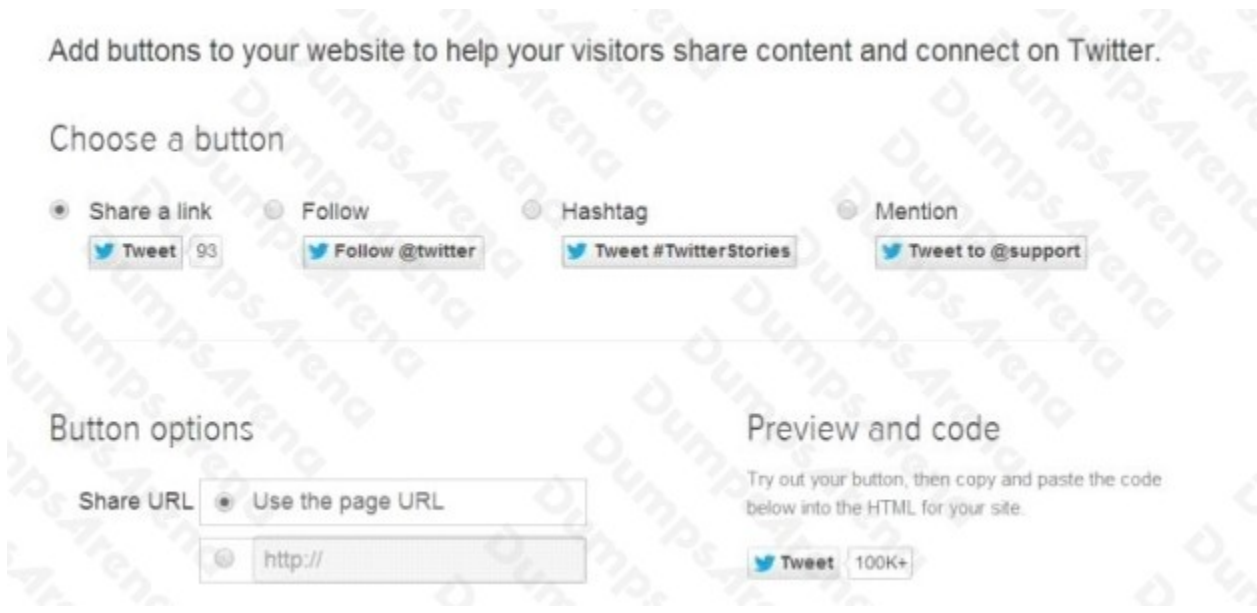 Add buttons to your website to help your visitors share content and connect on Twitter.
Choose a button
Share a link Follow Hashtag Mention
Tweet 93 Follow @twitter Tweet #TwitterStories Tweet to @support
Button options Preview and code
Try out your button, then copy and paste the code
Share URL Use the page URL
below into the HTML for your site.
http://
Tweet 100K+
DumpsArena